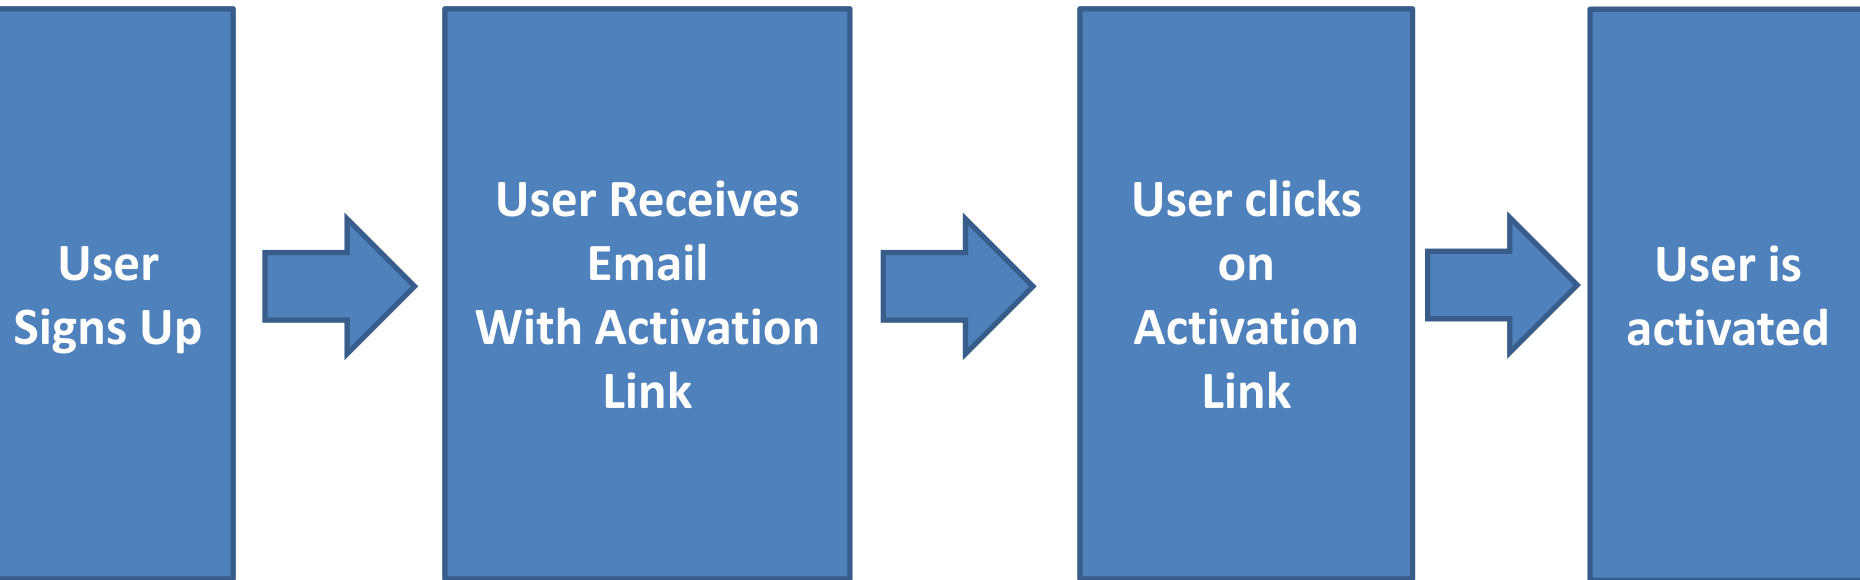 User
Signs Up
User Receives
Email
With Activation
Link
User clicks
on
Activation
Link
User is
activated